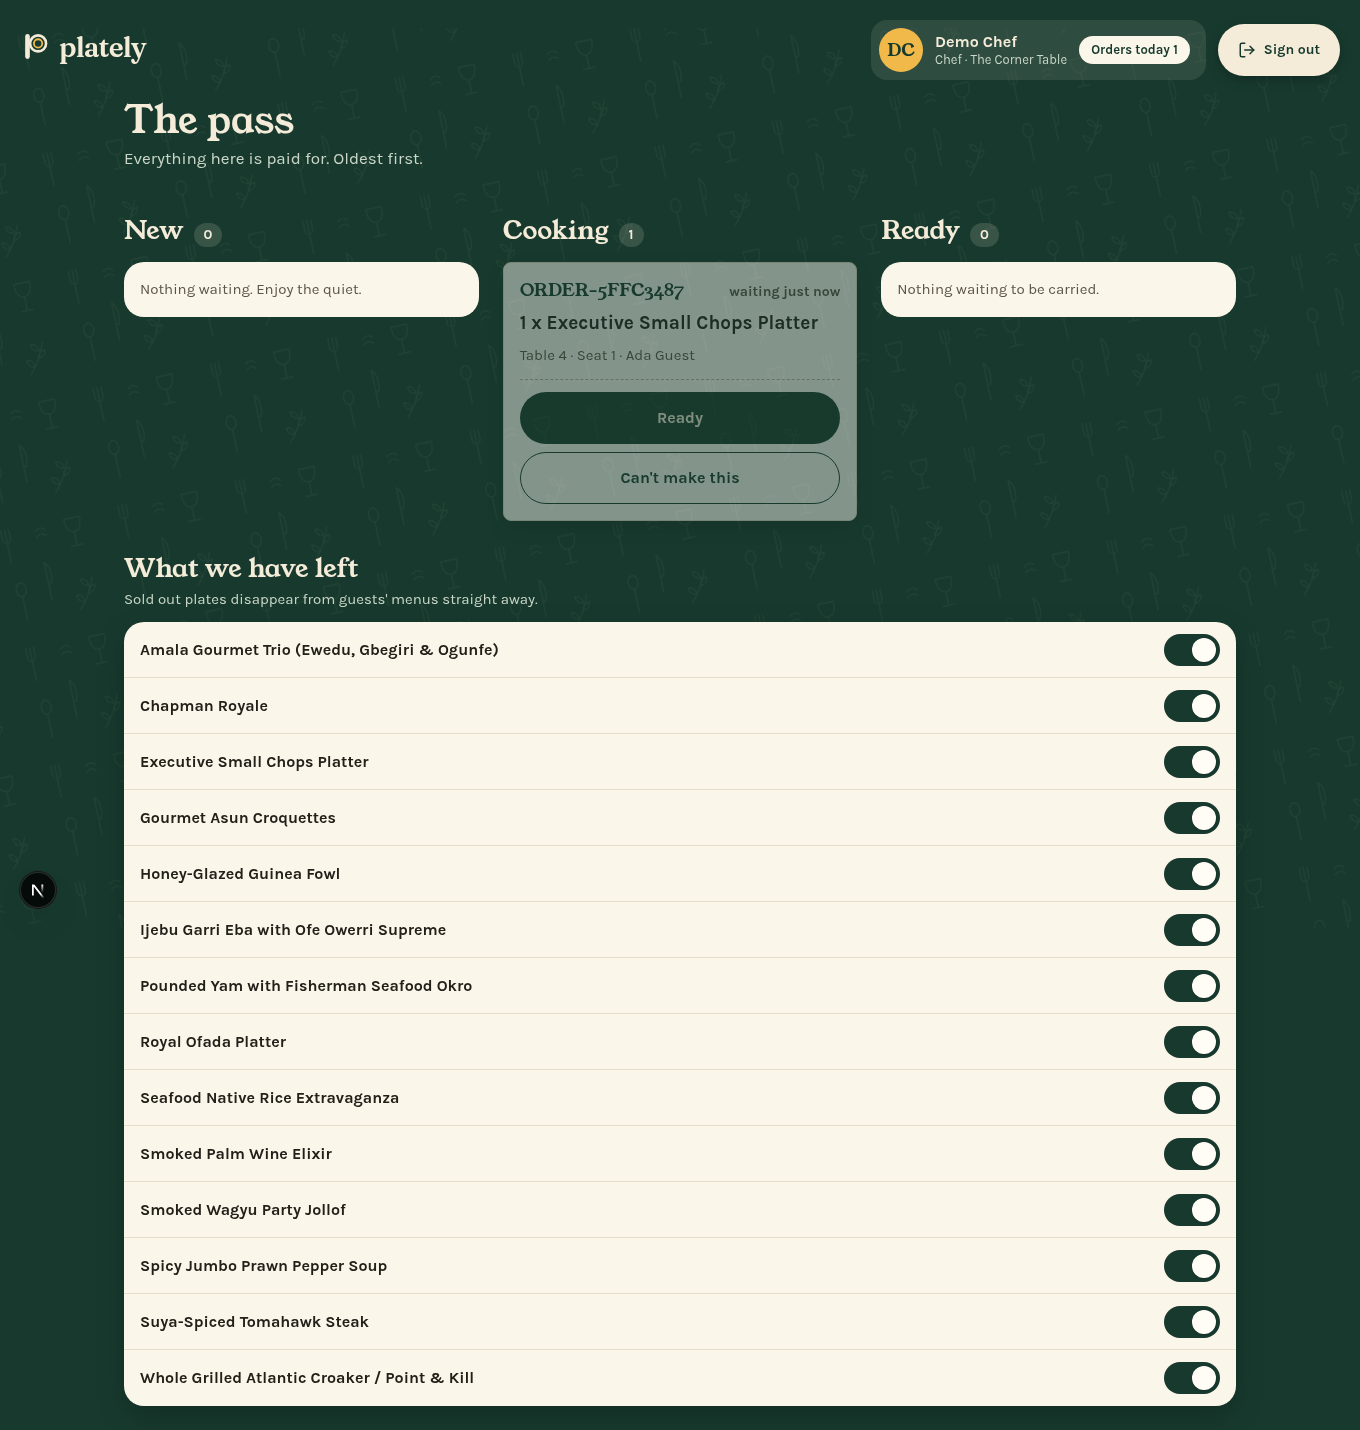 plately
DC
Demo Chef
Chef · The Corner Table
Orders today 1
Sign out
The pass
Everything here is paid for. Oldest first.
New 0
Nothing waiting. Enjoy the quiet.
Cooking 1
ORDER-5FFC3487
waiting just now
1 x Executive Small Chops Platter
Table 4 · Seat 1 · Ada Guest
Ready
Can't make this
Ready 0
Nothing waiting to be carried.
What we have left
Sold out plates disappear from guests' menus straight away.
Amala Gourmet Trio (Ewedu, Gbegiri & Ogunfe)
Chapman Royale
Executive Small Chops Platter
Gourmet Asun Croquettes
Honey-Glazed Guinea Fowl
Ijebu Garri Eba with Ofe Owerri Supreme
Pounded Yam with Fisherman Seafood Okro
Royal Ofada Platter
Seafood Native Rice Extravaganza
Smoked Palm Wine Elixir
Smoked Wagyu Party Jollof
Spicy Jumbo Prawn Pepper Soup
Suya-Spiced Tomahawk Steak
Whole Grilled Atlantic Croaker / Point & Kill
N